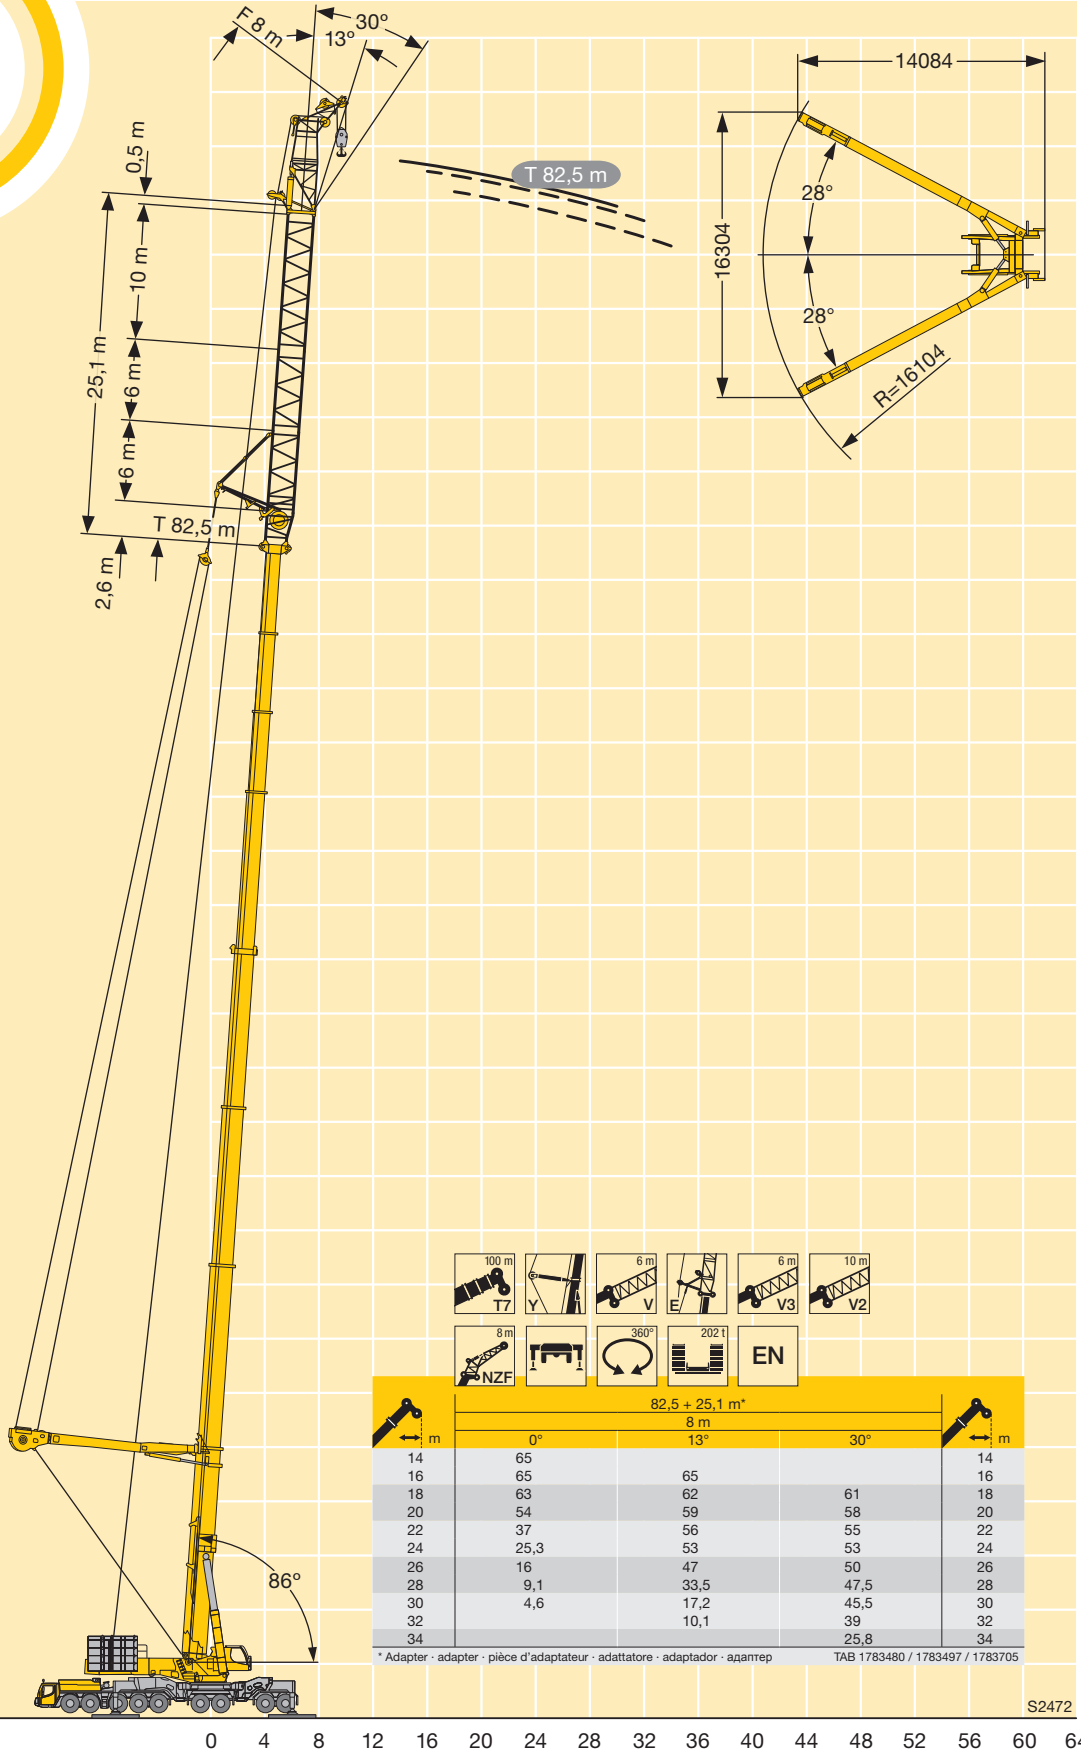 F 8 m
30°
13°
14084
0,5 m
T 82,5 m
28°
10 m
16304
25,1 m
6 m
28°
R=16104
6 m
T 82,5 m
2,6 m
100 m
T7
Y
6 m
V
E
6 m
V3
10 m
V2
8 m
NZF
360°
202 t
EN
82,5 + 25,1 m*
8 m
m 0° 13° 30° m
14 65 14
16 65 65 16
18 63 62 61 18
20 54 59 58 20
22 37 56 55 22
24 25,3 53 53 24
26 16 47 50 26
28 9,1 33,5 47,5 28
30 4,6 17,2 45,5 30
32 10,1 39 32
34 25,8 34
* Adapter · adapter · pièce d'adaptateur · adattatore · adaptador · адаптер TAB 1783480 / 1783497 / 1783705
86°
S2472
0 4 8 12 16 20 24 28 32 36 40 44 48 52 56 60 64